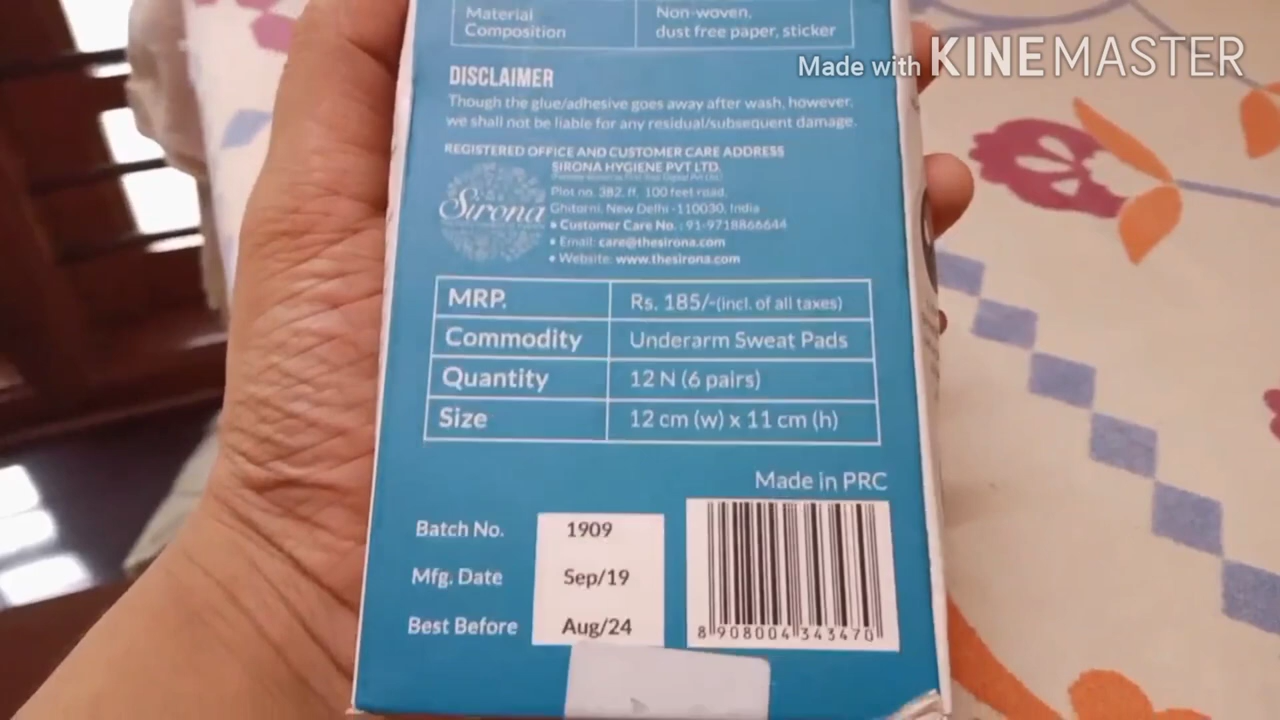 Material Composition
Non-woven, dust free paper, sticker
Made with KINEMASTER
DISCLAIMER
Though the glue/adhesive goes away after wash, however,
we shall not be liable for any residual/subsequent damage.
REGISTERED OFFICE AND CUSTOMER CARE ADDRESS
SIRONA HYGIENE PVT LTD.
Sirona
Plot no. 382, ff, 100 feet road,
Ghitorni, New Delhi -110030, India
• Customer Care No. : 91-9718866644
• Email: care@thesirona.com
• Website: www.thesirona.com
MRP. Rs. 185/-(incl. of all taxes)
Commodity Underarm Sweat Pads
Quantity 12 N (6 pairs)
Size 12 cm (w) x 11 cm (h)
Made in PRC
Batch No. 1909
Mfg. Date Sep/19
Best Before Aug/24
8 908004 343470